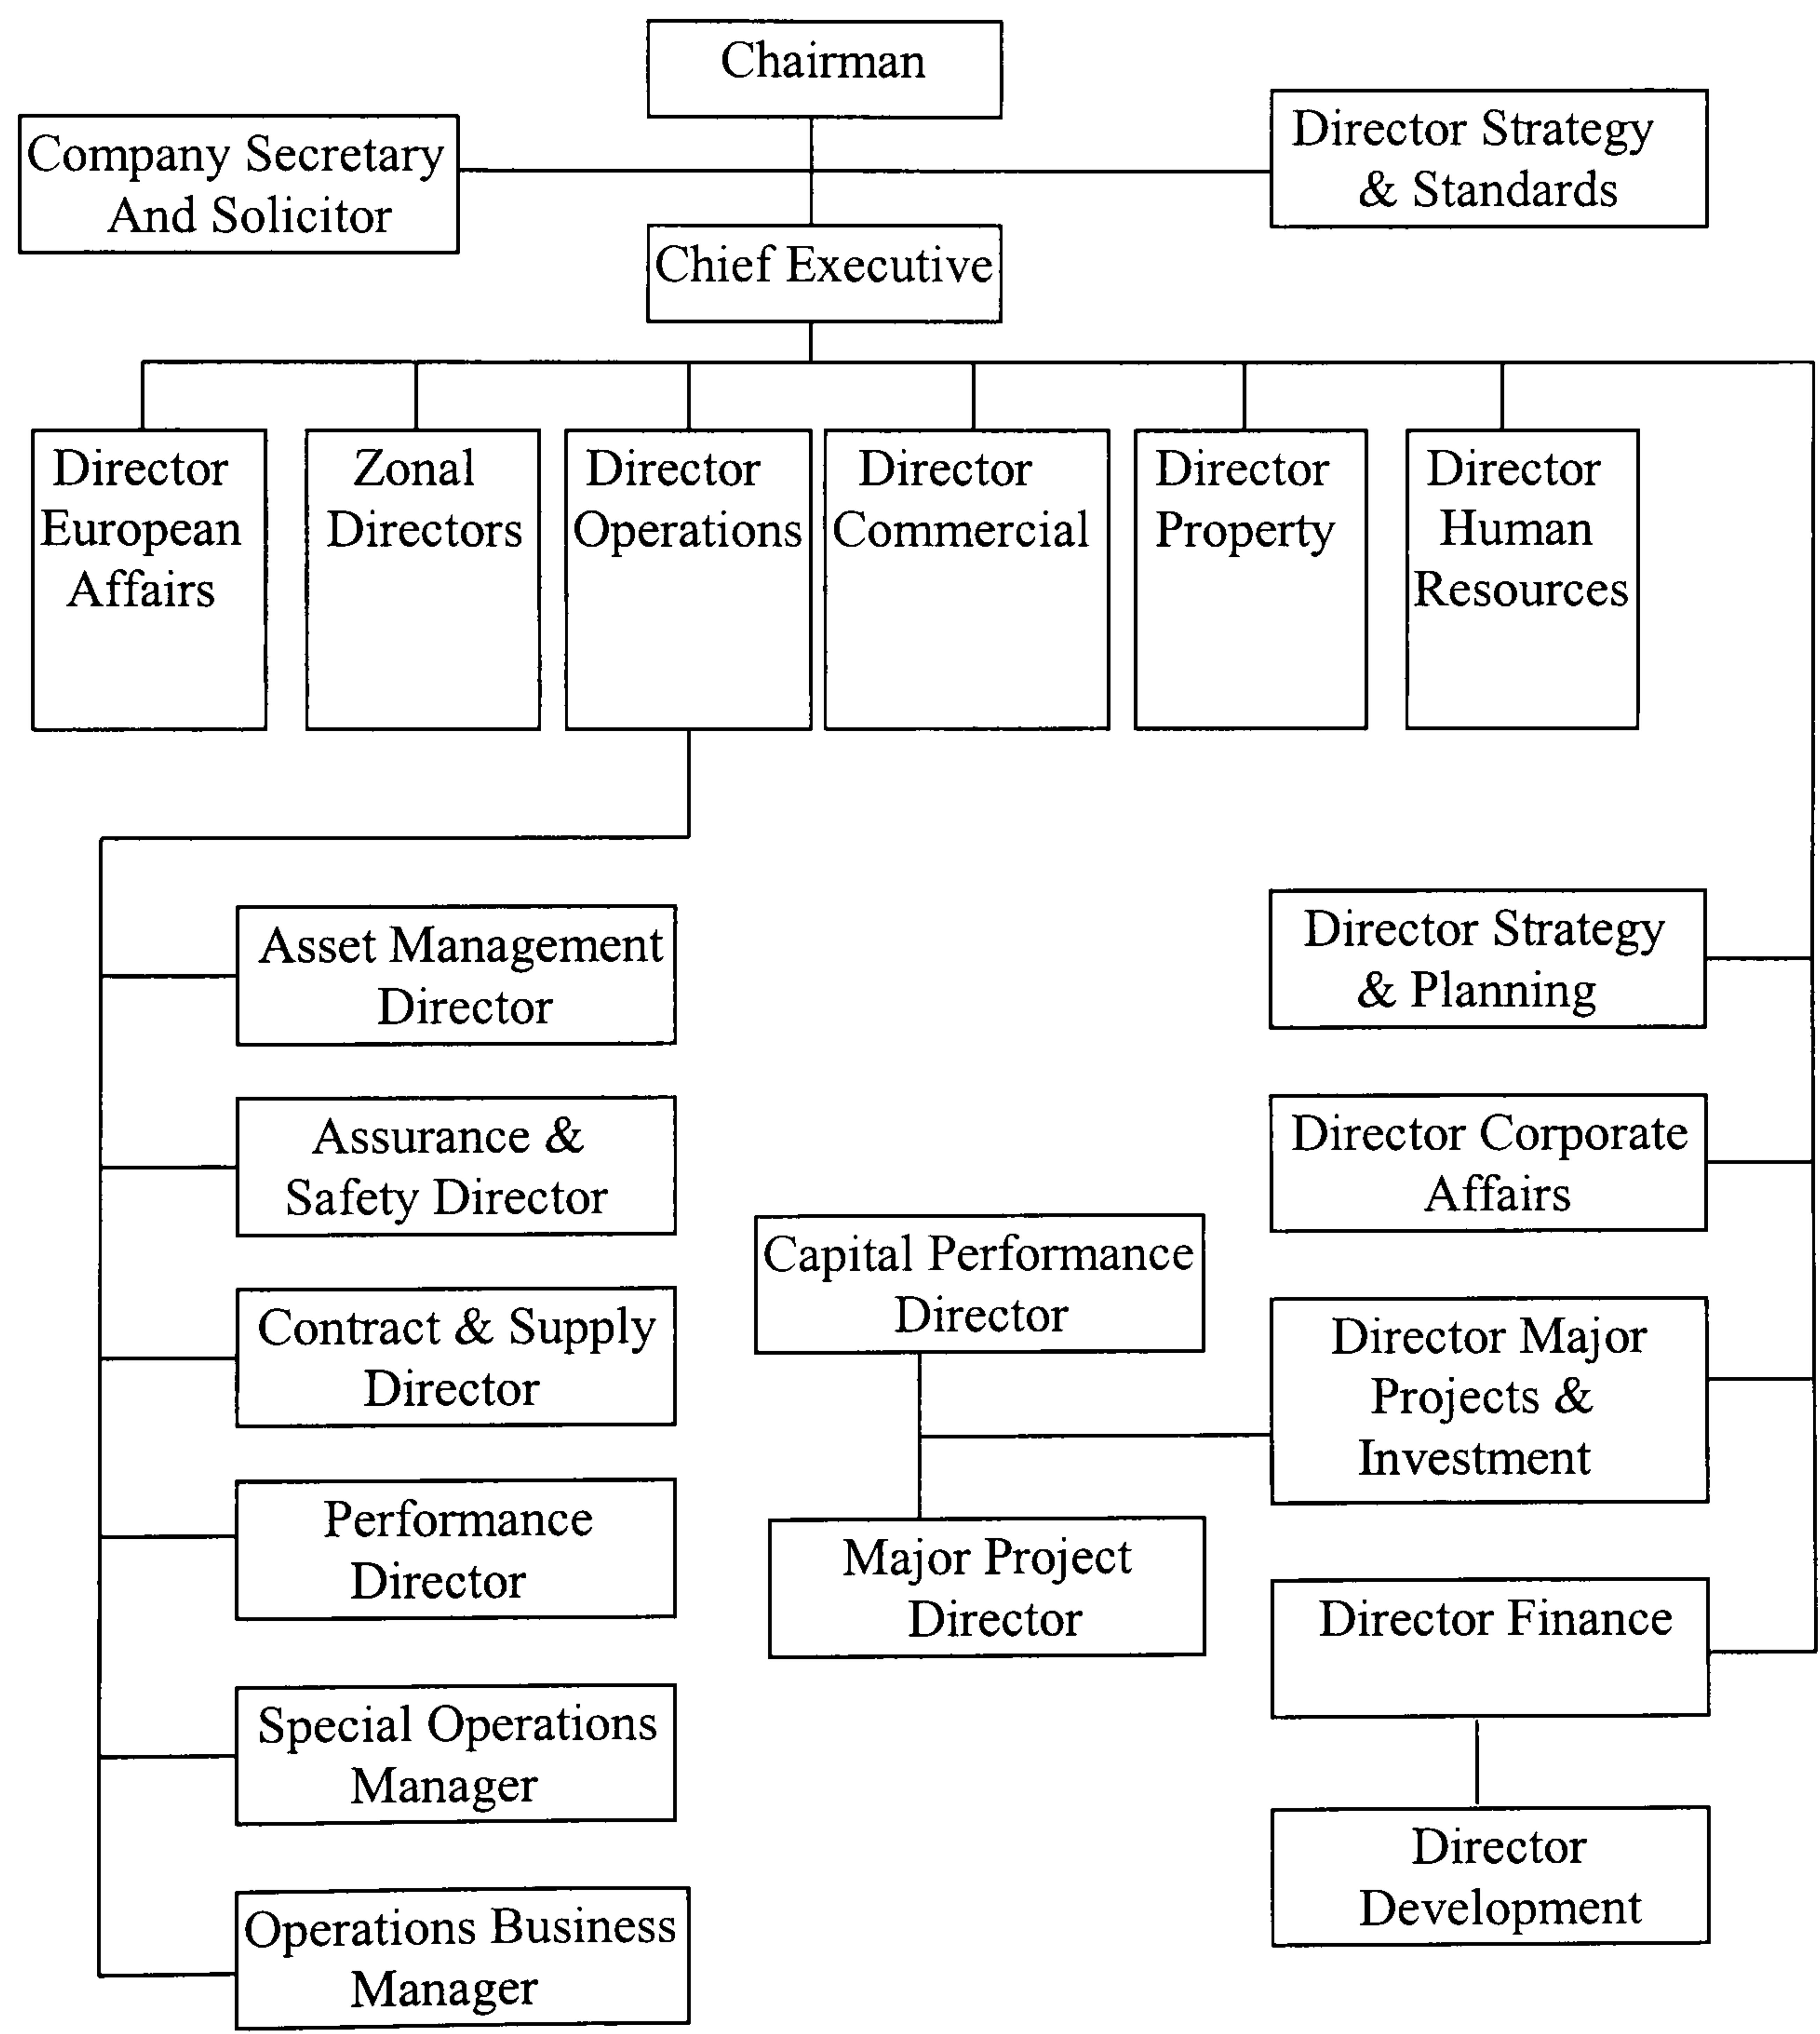 Chairman
Company Secretary
And Solicitor
Director Strategy
& Standards
Chief Executive
Director
European
Affairs
Zonal
Directors
Director
Operations
Director
Commercial
Director
Property
Director
Human
Resources
Asset Management
Director
Assurance &
Safety Director
Contract & Supply
Director
Performance
Director
Special Operations
Manager
Operations Business
Manager
Capital Performance
Director
Major Project
Director
Director Strategy
& Planning
Director Corporate
Affairs
Director Major
Projects &
Investment
Director Finance
Director
Development